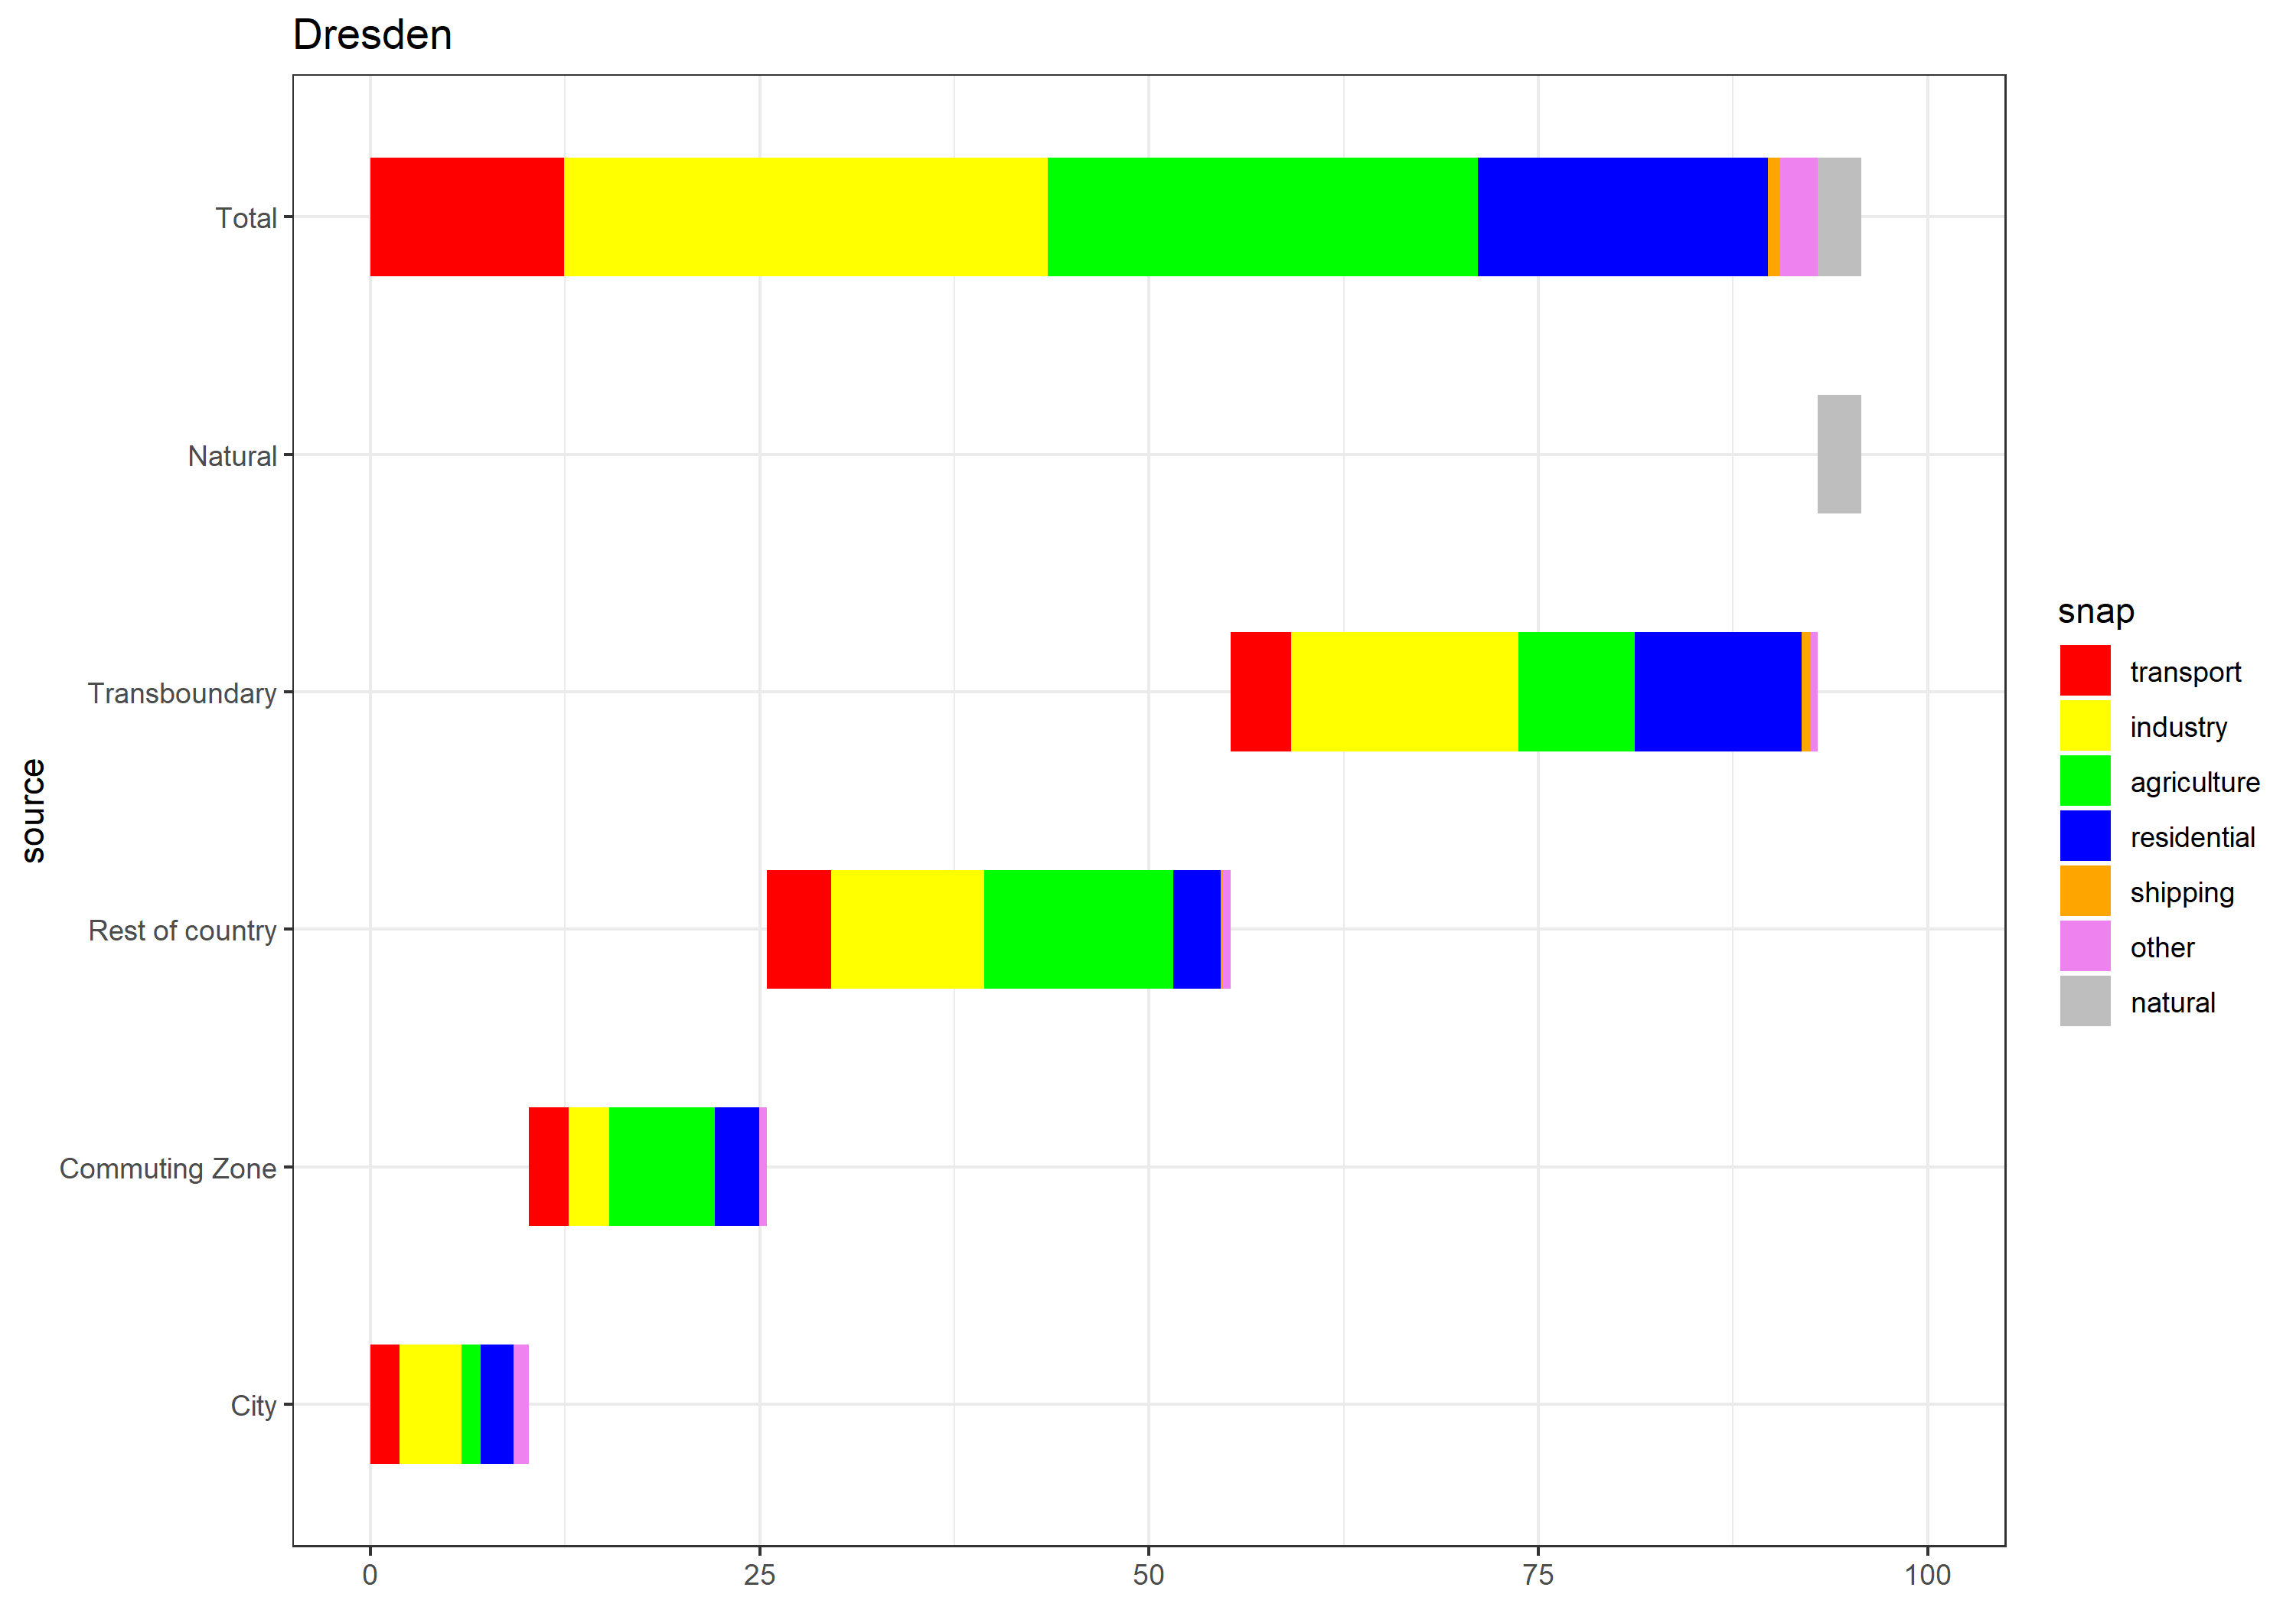 Dresden
Total
Natural
Transboundary
Rest of country
Commuting Zone
City
source
0 25 50 75 100
snap
transport
industry
agriculture
residential
shipping
other
natural